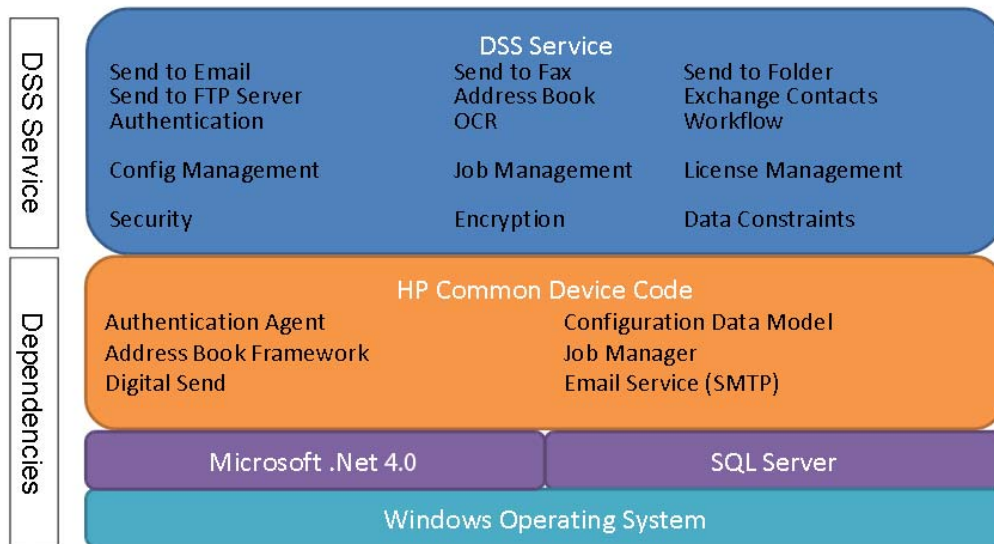 DSS Service
DSS Service
Send to Email Send to Fax Send to Folder
Send to FTP Server Address Book Exchange Contacts
Authentication OCR Workflow
Config Management Job Management License Management
Security Encryption Data Constraints
Dependencies
HP Common Device Code
Authentication Agent Configuration Data Model
Address Book Framework Job Manager
Digital Send Email Service (SMTP)
Microsoft .Net 4.0 SQL Server
Windows Operating System